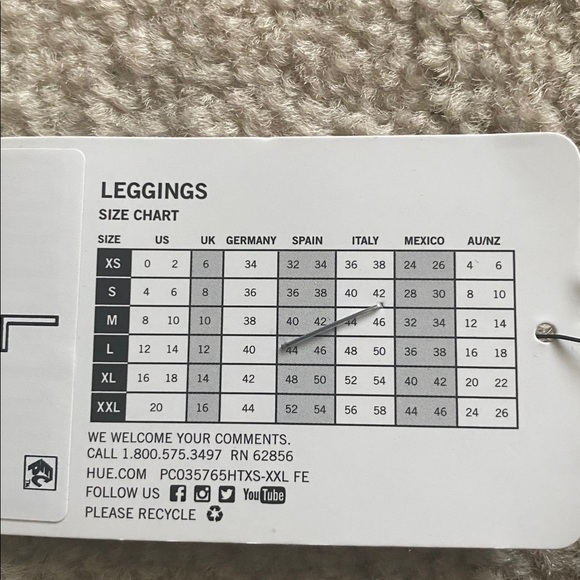 LEGGINGS
SIZE CHART
SIZE US UK GERMANY SPAIN ITALY MEXICO AU/NZ
XS 0 2 6 34 32 34 36 38 24 26 4 6
S 4 6 8 36 36 38 40 42 28 30 8 10
M 8 10 10 38 40 42 44 46 32 34 12 14
L 12 14 12 40 44 46 48 50 36 38 16 18
XL 16 18 14 42 48 50 52 54 40 42 20 22
XXL 20 16 44 52 54 56 58 44 46 24 26
WE WELCOME YOUR COMMENTS.
CALL 1.800.575.3497 RN 62856
HUE.COM PC035765HTXS-XXL FE
FOLLOW US YouTube
PLEASE RECYCLE